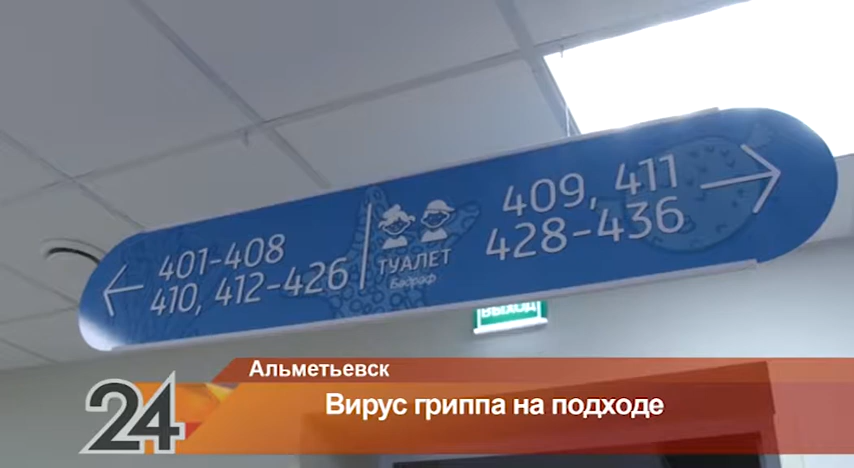 401-408
410, 412-426
ТУАЛЕТ
Бәдрәф
409, 411
428-436
Выход
Альметьевск
24
Вирус гриппа на подходе